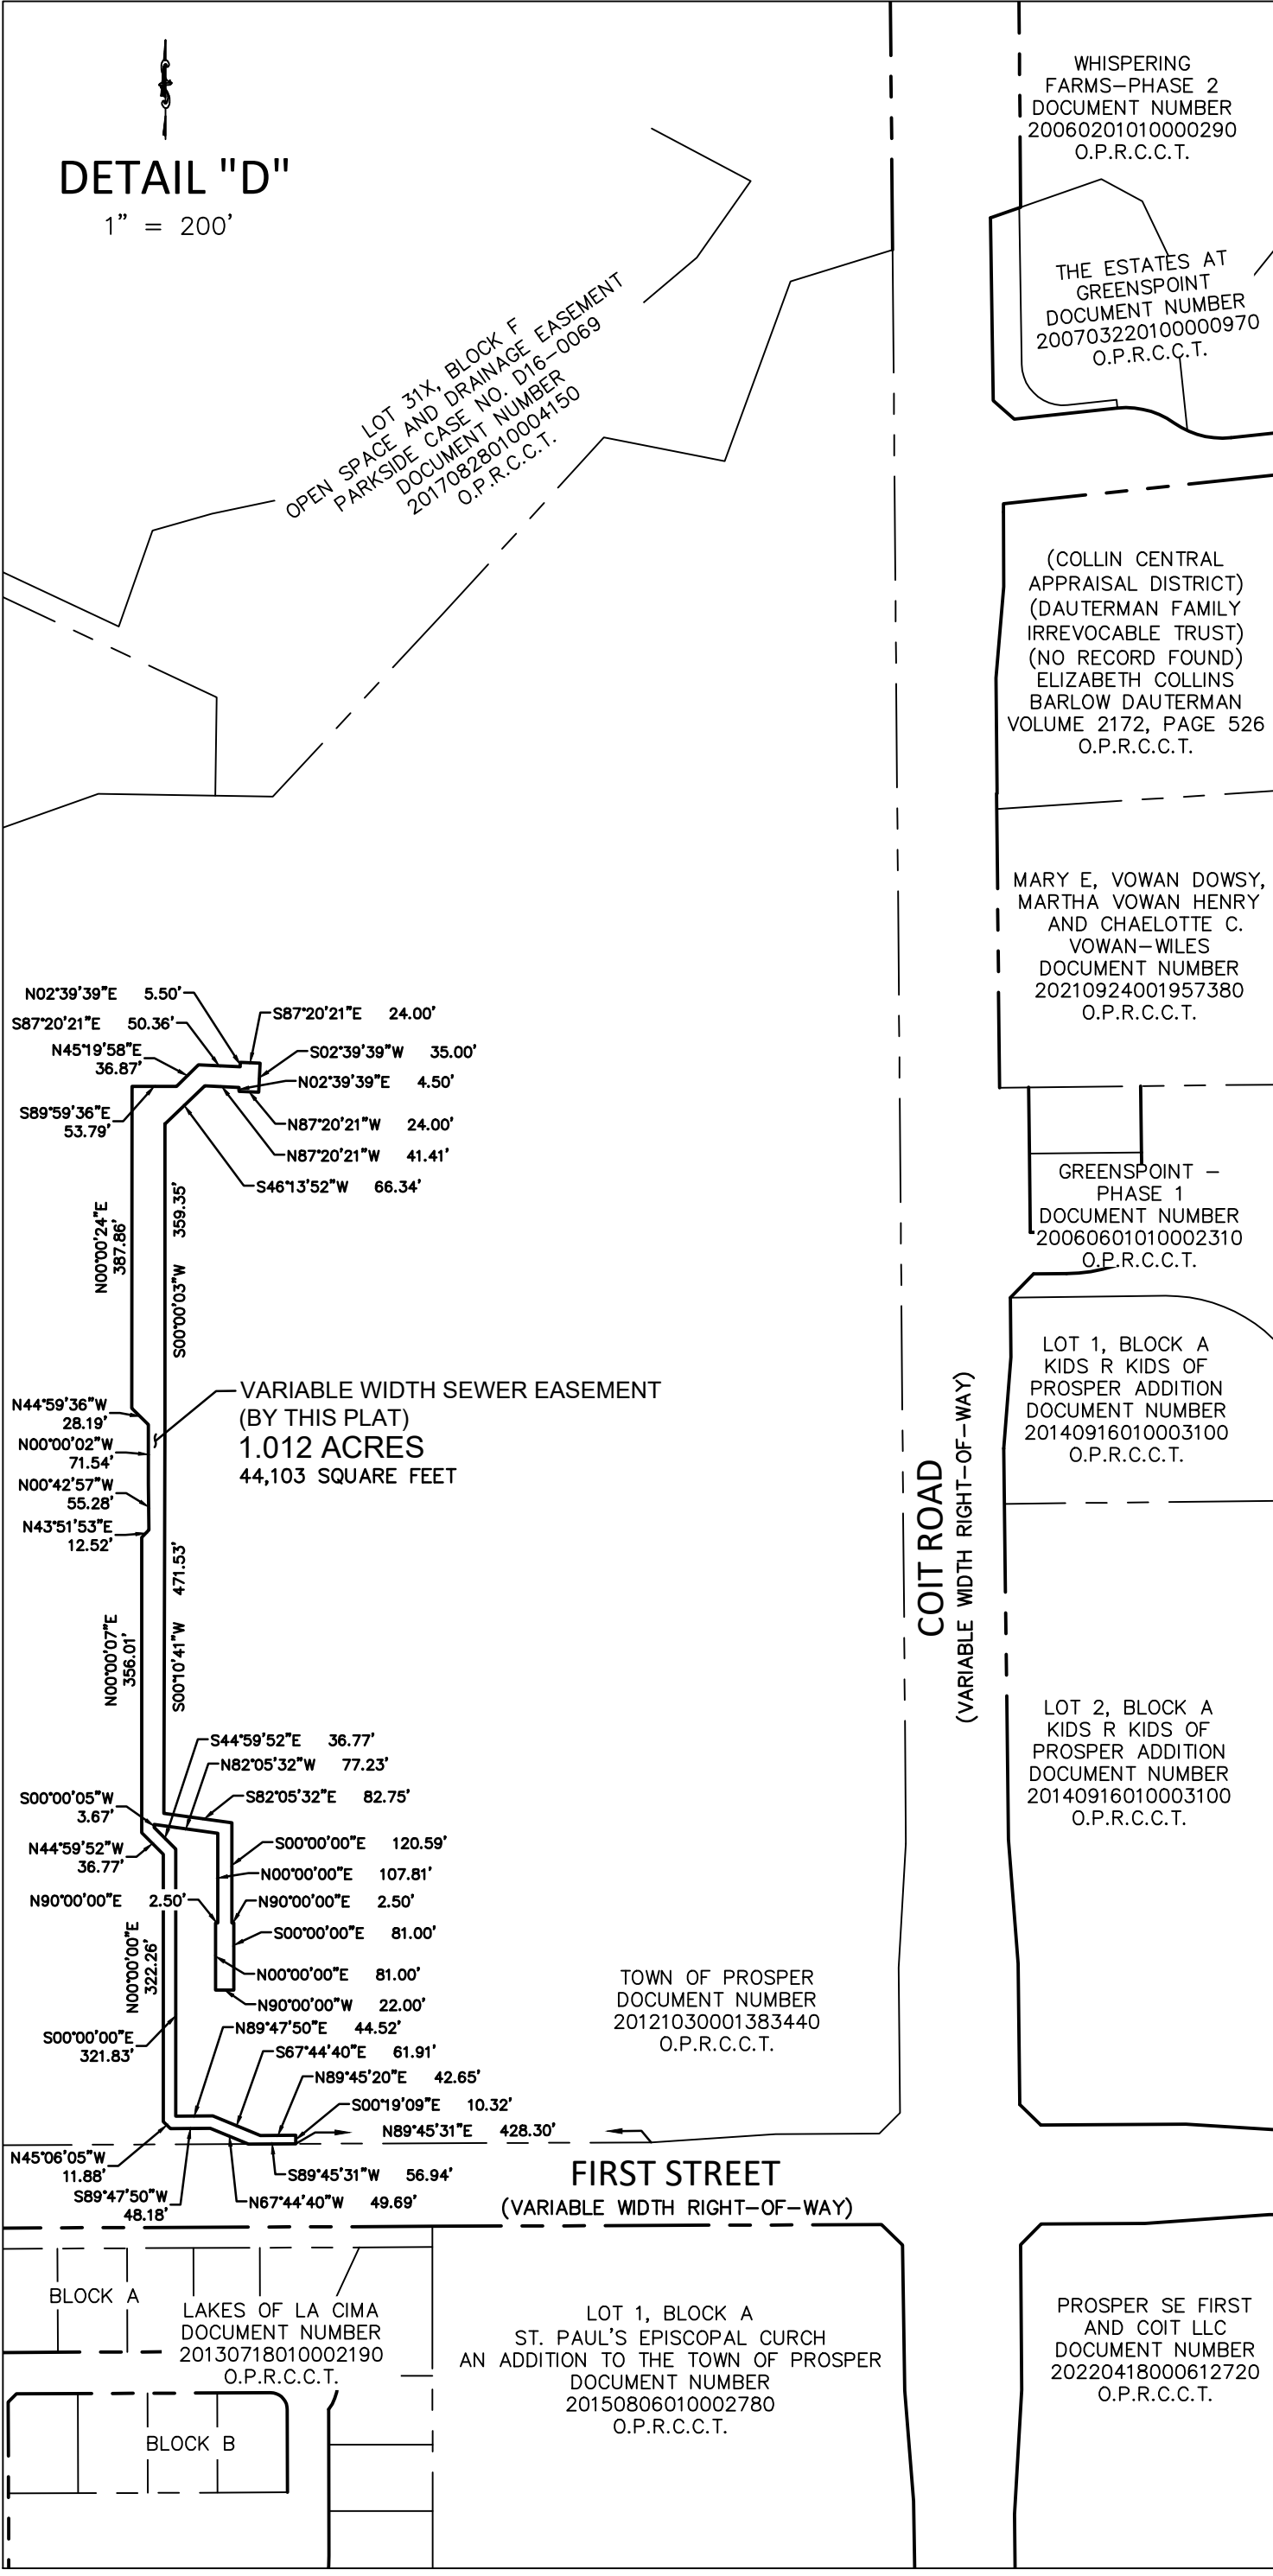 DETAIL "D"
1" = 200'
WHISPERING
FARMS-PHASE 2
DOCUMENT NUMBER
20060201010000290
O.P.R.C.C.T.
THE ESTATES AT
GREENSPOINT
DOCUMENT NUMBER
200703220100000970
O.P.R.C.C.T.
LOT 31X, BLOCK F
OPEN SPACE AND DRAINAGE EASEMENT
PARKSIDE CASE NO. D16-0069
DOCUMENT NUMBER
20170828010004150
O.P.R.C.C.T.
(COLLIN CENTRAL
APPRAISAL DISTRICT)
(DAUTERMAN FAMILY
IRREVOCABLE TRUST)
(NO RECORD FOUND)
ELIZABETH COLLINS
BARLOW DAUTERMAN
VOLUME 2172, PAGE 526
O.P.R.C.C.T.
MARY E, VOWAN DOWSY,
MARTHA VOWAN HENRY
AND CHAELOTTE C.
VOWAN-WILES
DOCUMENT NUMBER
20210924001957380
O.P.R.C.C.T.
N02°39'39"E 5.50'
S87°20'21"E 50.36'
N45°19'58"E
36.87'
S89°59'36"E
53.79'
S87°20'21"E 24.00'
S02°39'39"W 35.00'
N02°39'39"E 4.50'
N87°20'21"W 24.00'
N87°20'21"W 41.41'
S46°13'52"W 66.34'
N00°00'24"E
387.86'
S00°00'03"W 359.35'
GREENSPOINT -
PHASE 1
DOCUMENT NUMBER
20060601010002310
O.P.R.C.C.T.
LOT 1, BLOCK A
KIDS R KIDS OF
PROSPER ADDITION
DOCUMENT NUMBER
20140916010003100
O.P.R.C.C.T.
VARIABLE WIDTH SEWER EASEMENT
(BY THIS PLAT)
1.012 ACRES
44,103 SQUARE FEET
N44°59'36"W
28.19'
N00°00'02"W
71.54'
N00°42'57"W
55.28'
N43°51'53"E
12.52'
COIT ROAD
(VARIABLE WIDTH RIGHT-OF-WAY)
N00°00'07"E
356.01'
S00°10'41"W 471.53'
LOT 2, BLOCK A
KIDS R KIDS OF
PROSPER ADDITION
DOCUMENT NUMBER
20140916010003100
O.P.R.C.C.T.
S44°59'52"E 36.77'
N82°05'32"W 77.23'
S82°05'32"E 82.75'
S00°00'05"W
3.67'
N44°59'52"W
36.77'
S00°00'00"E 120.59'
N00°00'00"E 107.81'
N90°00'00"E 2.50'
N90°00'00"E 2.50'
S00°00'00"E 81.00'
N00°00'00"E
322.26'
N00°00'00"E 81.00'
N90°00'00"W 22.00'
S00°00'00"E
321.83'
N89°47'50"E 44.52'
S67°44'40"E 61.91'
N89°45'20"E 42.65'
S00°19'09"E 10.32'
N89°45'31"E 428.30'
TOWN OF PROSPER
DOCUMENT NUMBER
20121030001383440
O.P.R.C.C.T.
N45°06'05"W
11.88'
S89°47'50"W
48.18'
S89°45'31"W 56.94'
N67°44'40"W 49.69'
FIRST STREET
(VARIABLE WIDTH RIGHT-OF-WAY)
BLOCK A
LAKES OF LA CIMA
DOCUMENT NUMBER
20130718010002190
O.P.R.C.C.T.
BLOCK B
LOT 1, BLOCK A
ST. PAUL'S EPISCOPAL CURCH
AN ADDITION TO THE TOWN OF PROSPER
DOCUMENT NUMBER
20150806010002780
O.P.R.C.C.T.
PROSPER SE FIRST
AND COIT LLC
DOCUMENT NUMBER
20220418000612720
O.P.R.C.C.T.